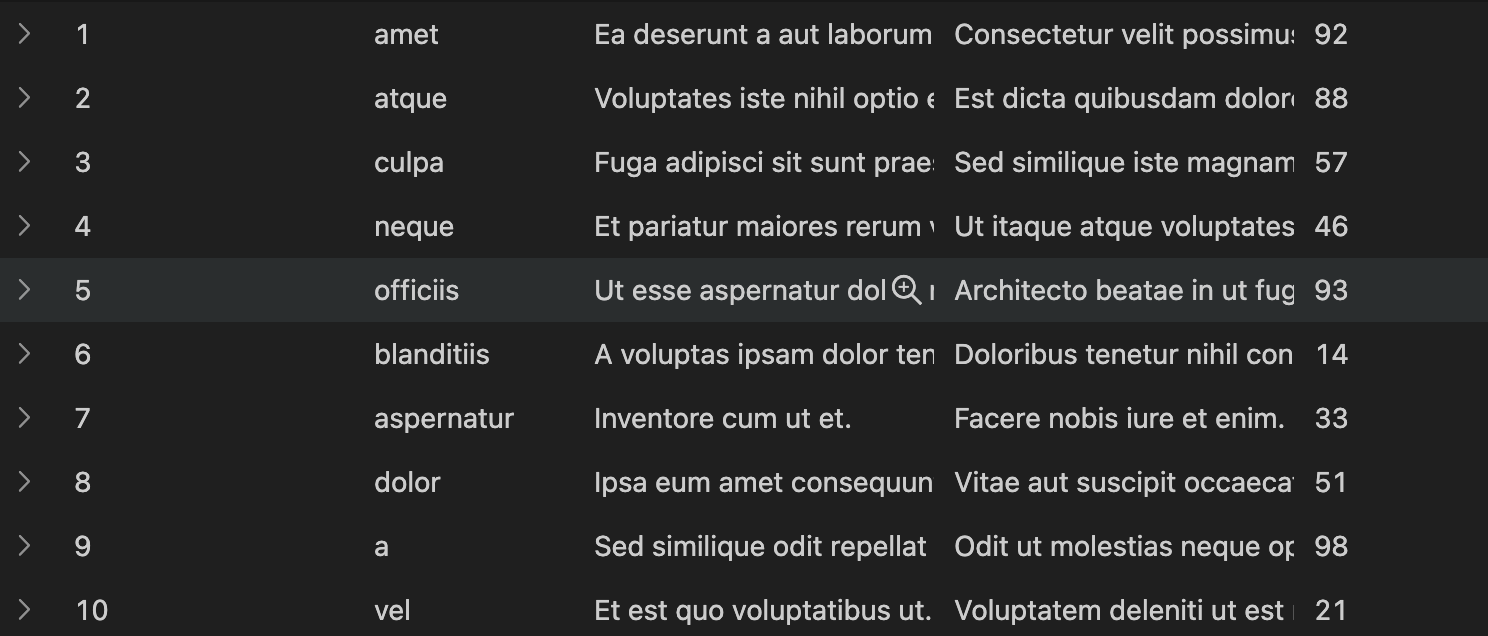 1 amet Ea deserunt a aut laborum Consectetur velit 92
2 atque Voluptates iste nihil optio Est dicta quibusdam 88
3 culpa Fuga adipisci sit sunt Sed similique iste magnam 57
4 neque Et pariatur maiores rerum Ut itaque atque voluptates 46
5 officiis Ut esse aspernatur dol Architecto beatae in ut fug 93
6 blanditiis A voluptas ipsam dolor ten Doloribus tenetur nihil con 14
7 aspernatur Inventore cum ut et. Facere nobis iure et enim. 33
8 dolor Ipsa eum amet consequun Vitae aut suscipit 51
9 a Sed similique odit repellat Odit ut molestias neque 98
10 vel Et est quo voluptatibus ut. Voluptatem deleniti ut est 21